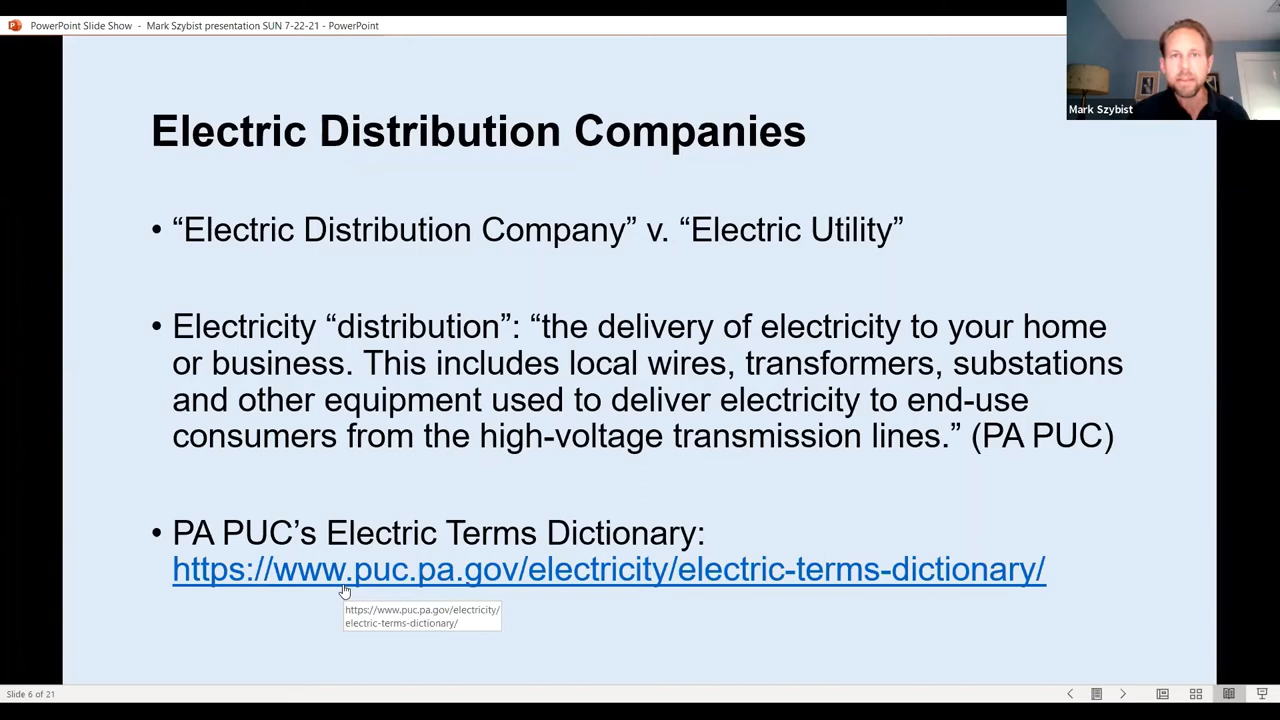 PowerPoint Slide Show - Mark Szybist presentation SUN 7-22-21 - PowerPoint
Mark Szybist
Electric Distribution Companies
• “Electric Distribution Company” v. “Electric Utility”
• Electricity “distribution”: “the delivery of electricity to your home
or business. This includes local wires, transformers, substations
and other equipment used to deliver electricity to end-use
consumers from the high-voltage transmission lines.” (PA PUC)
• PA PUC’s Electric Terms Dictionary:
https://www.puc.pa.gov/electricity/electric-terms-dictionary/
https://www.puc.pa.gov/electricity/
electric-terms-dictionary/
Slide 6 of 21